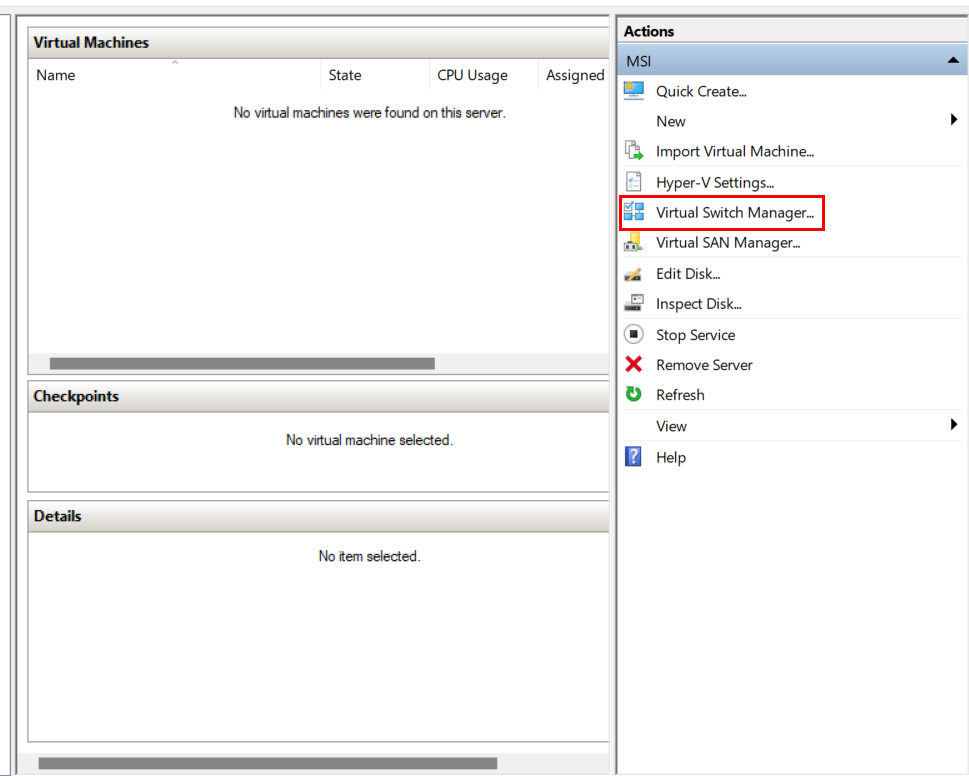 Virtual Machines
Name State CPU Usage Assigned
No virtual machines were found on this server.
Checkpoints
No virtual machine selected.
Details
No item selected.
Actions
MSI
Quick Create...
New
Import Virtual Machine...
Hyper-V Settings...
Virtual Switch Manager...
Virtual SAN Manager...
Edit Disk...
Inspect Disk...
Stop Service
Remove Server
Refresh
View
Help